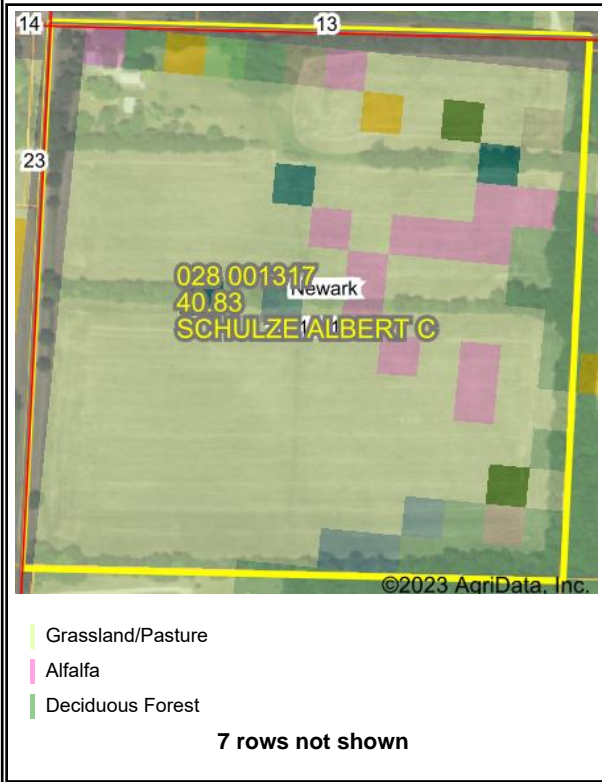 14
13
23
028 001317
40.83
Newark
SCHULZE ALBERT C
©2023 AgriData, Inc.
Grassland/Pasture
Alfalfa
Deciduous Forest
7 rows not shown